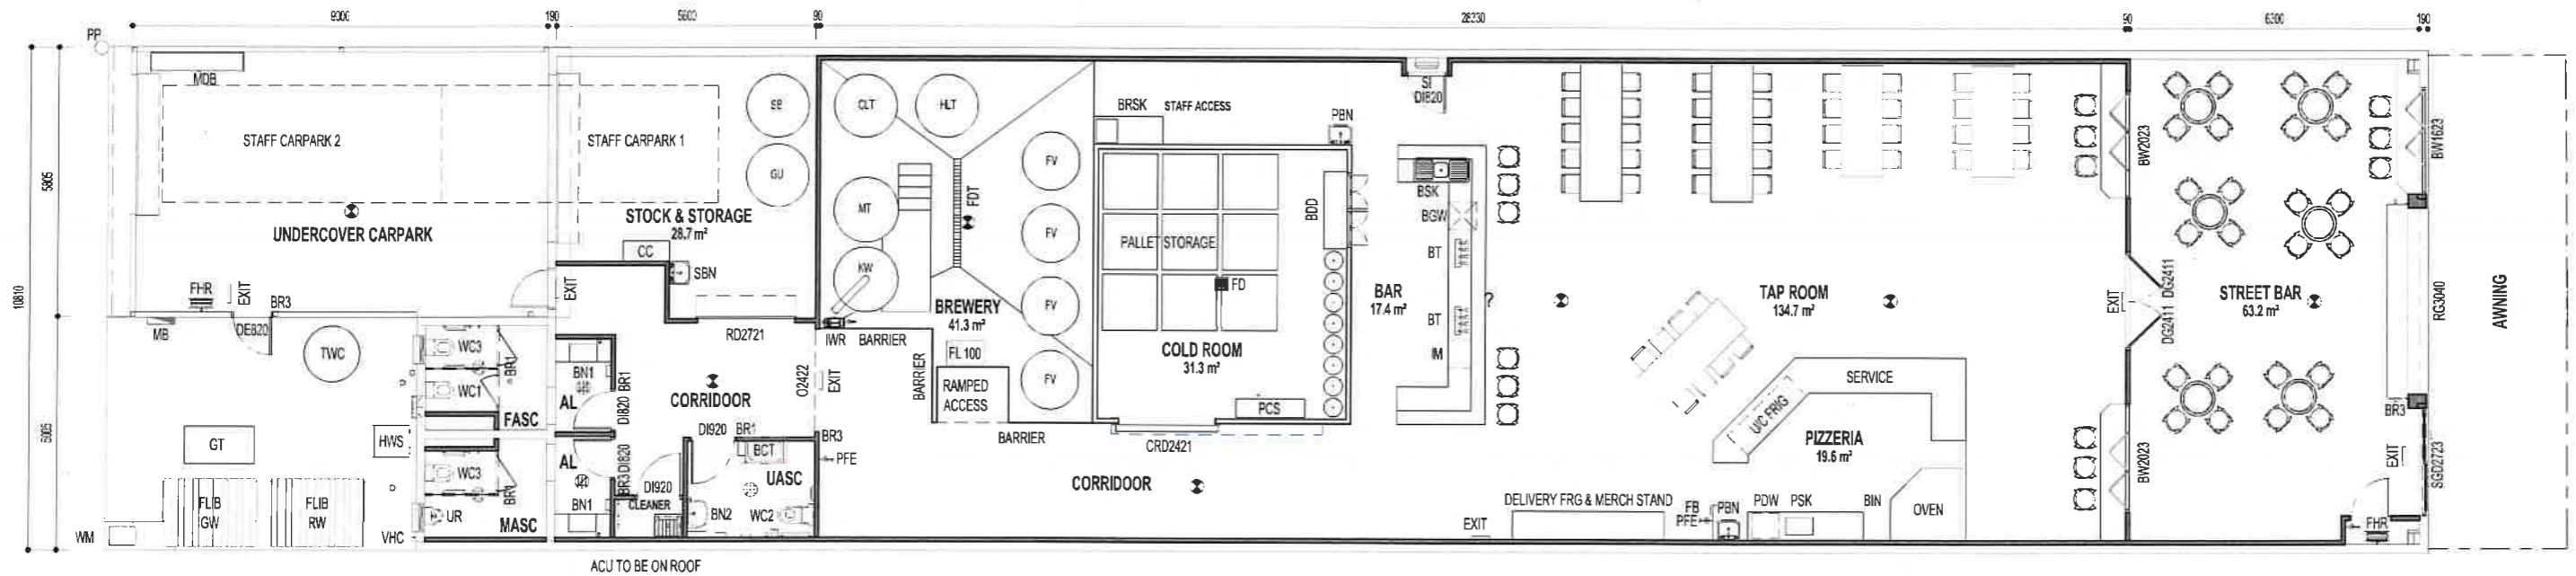 190
5600
90
28330
90
6300
190
PP
MDB
STAFF CARPARK 2
STAFF CARPARK 1
SB
GU
CLT
HLT
BRSK
STAFF ACCESS
PBN
SI
DI820
BW2023
BW1623
5805
10810
UNDERCOVER CARPARK
STOCK & STORAGE
28.7 m²
CC
SBN
MT
KW
FDT
FV
FV
FV
FV
PALLET STORAGE
FD
BDD
BSK
BGW
BT
BT
IM
BAR
17.4 m²
?
TAP ROOM
134.7 m²
EXIT
DG2411
DG2411
STREET BAR
63.2 m²
RG3040
AWNING
FHR
EXIT
BR3
EXIT
BREWERY
41.3 m²
MB
DE820
TWC
WC3
BR1
WC1
FASC
BN1
BR1
AL
DI820
RD2721
IWR
BARRIER
O2422
EXIT
BARRIER
FL 100
RAMPED
ACCESS
BARRIER
COLD ROOM
31.3 m²
PCS
CRD2421
CORRIDOOR
DI920
BR1
BR3
PFE
SERVICE
U/C FRIG
PIZZERIA
19.6 m²
BW2023
BR3
EXIT
SGD2723
GT
HWS
WC3
BR1
UR
MASC
AL
BN1
BR3
DI820
DI920
CLEANER
BCT
UASC
BN2
WC2
CORRIDOOR
DELIVERY FRG & MERCH STAND
EXIT
FB
PFE
PBN
PDW
PSK
BIN
OVEN
FHR
FLIB
GW
FLIB
RW
WM
VHC
ACU TO BE ON ROOF